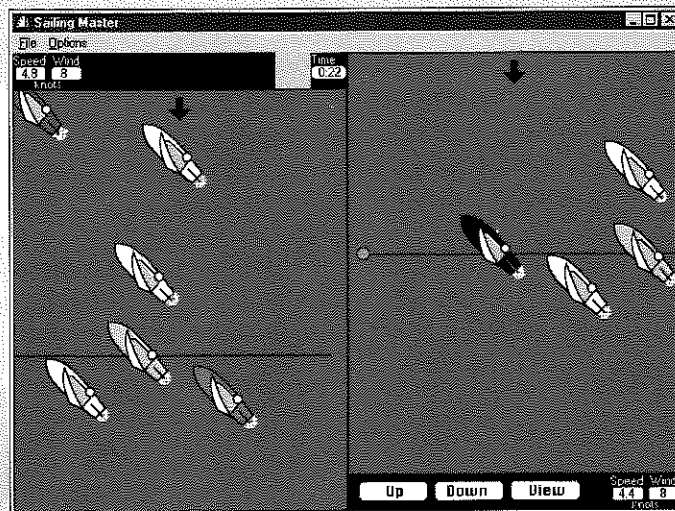 Sailing Master
File Options
Speed Wind
4.8 8
Knots
Time
0:22
Up Down View
Speed Wind
4.4 8
Knots